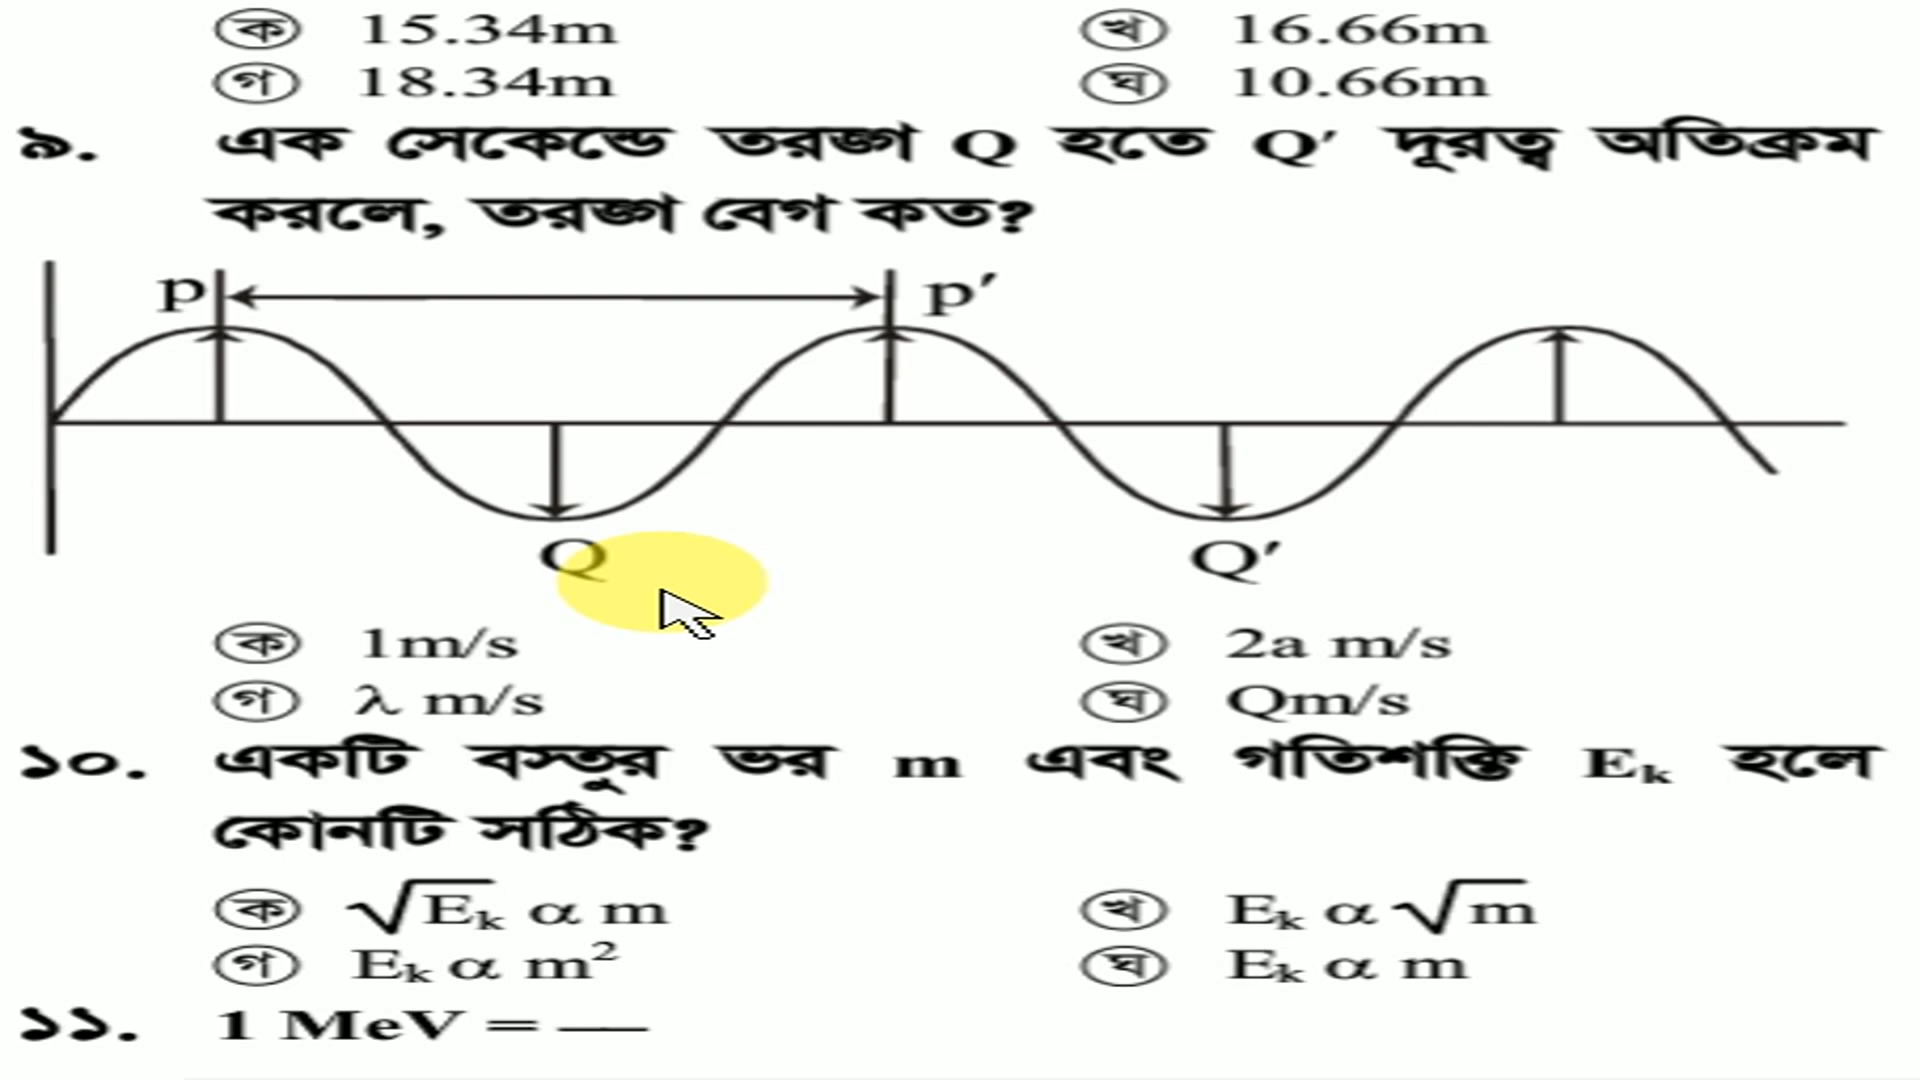 ক 15.34m খ 16.66m
গ 18.34m ঘ 10.66m
৯. এক সেকেন্ডে তরঙ্গ Q হতে Q′ দূরত্ব অতিক্রম
করলে, তরঙ্গ বেগ কত?
p p′
Q Q′
ক 1m/s খ 2a m/s
গ λ m/s ঘ Qm/s
১০. একটি বস্তুর ভর m এবং গতিশক্তি Eₖ হলে
কোনটি সঠিক?
ক √Eₖ α m খ Eₖ α √m
গ Eₖ α m² ঘ Eₖ α m
১১. 1 MeV = —